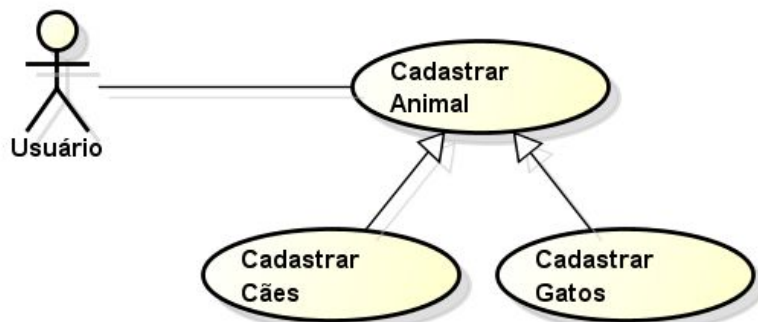 Cadastrar
Animal
Usuário
Cadastrar
Cães
Cadastrar
Gatos